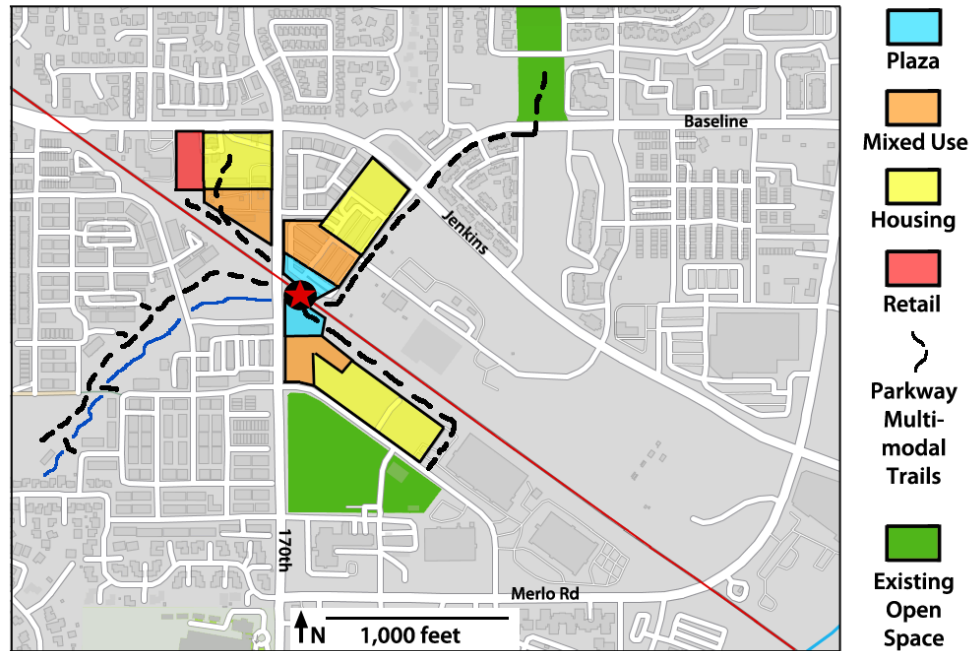 Plaza
Mixed Use
Housing
Retail
Parkway
Multi-
modal
Trails
Existing
Open
Space
Baseline
Jenkins
170th
Merlo Rd
N
1,000 feet